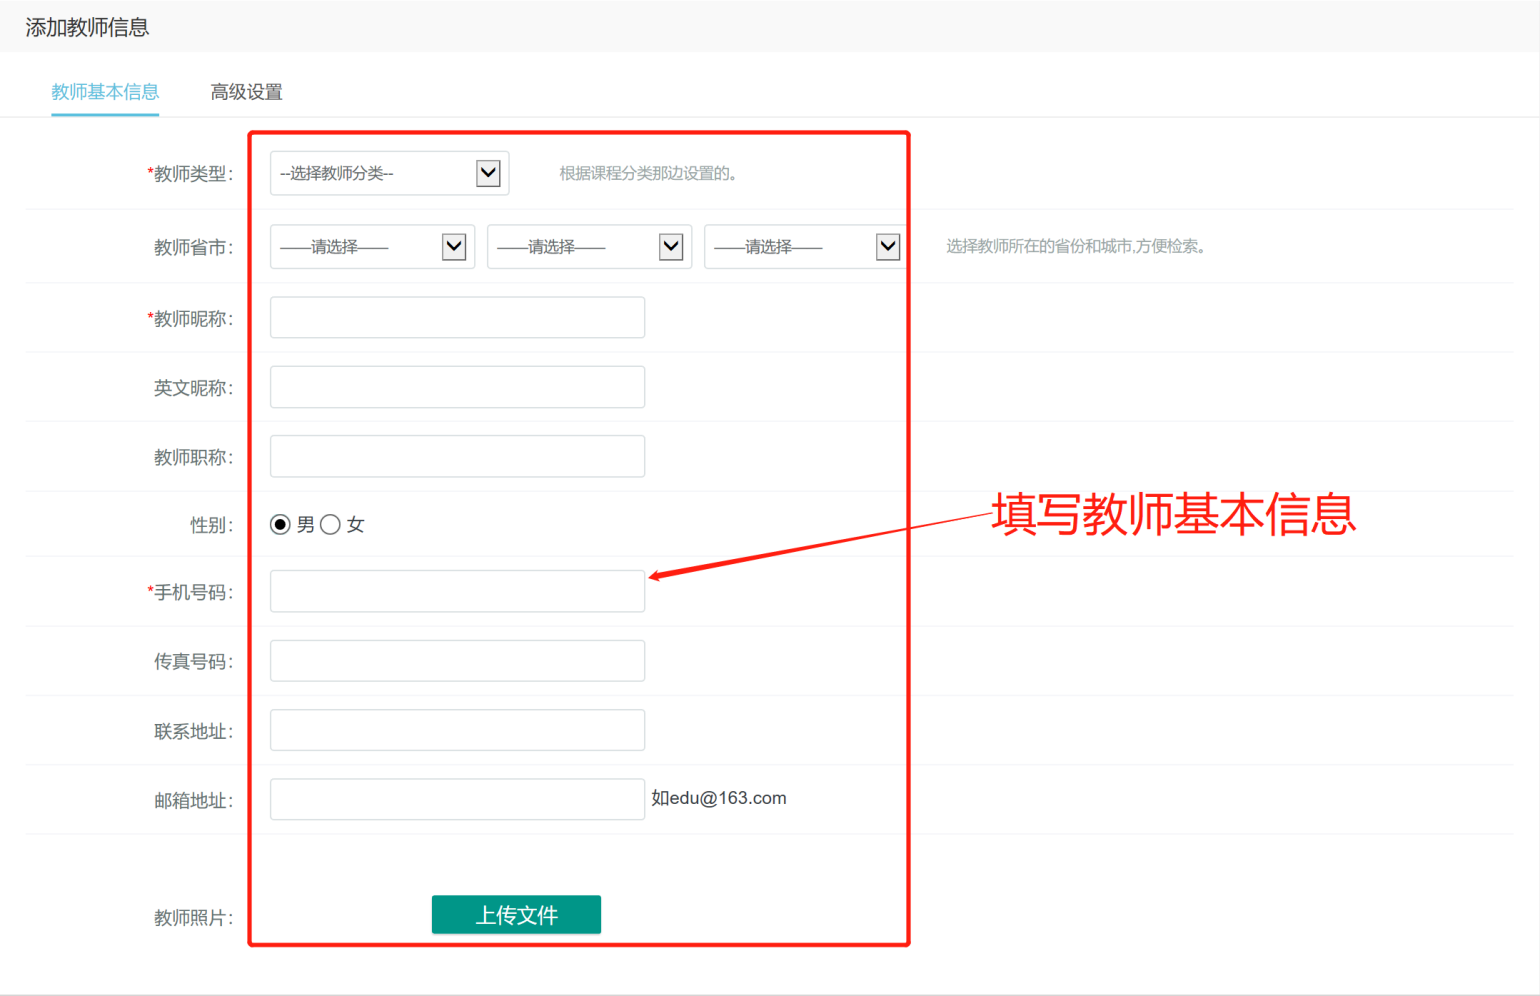 添加教师信息
教师基本信息 高级设置
*教师类型： --选择教师分类-- 根据课程分类那边设置的。
教师省市： ——请选择—— ——请选择—— ——请选择—— 选择教师所在的省份和城市,方便检索。
*教师昵称：
英文昵称：
教师职称：
性别： 男 女
填写教师基本信息
*手机号码：
传真号码：
联系地址：
邮箱地址： 如edu@163.com
教师照片： 上传文件